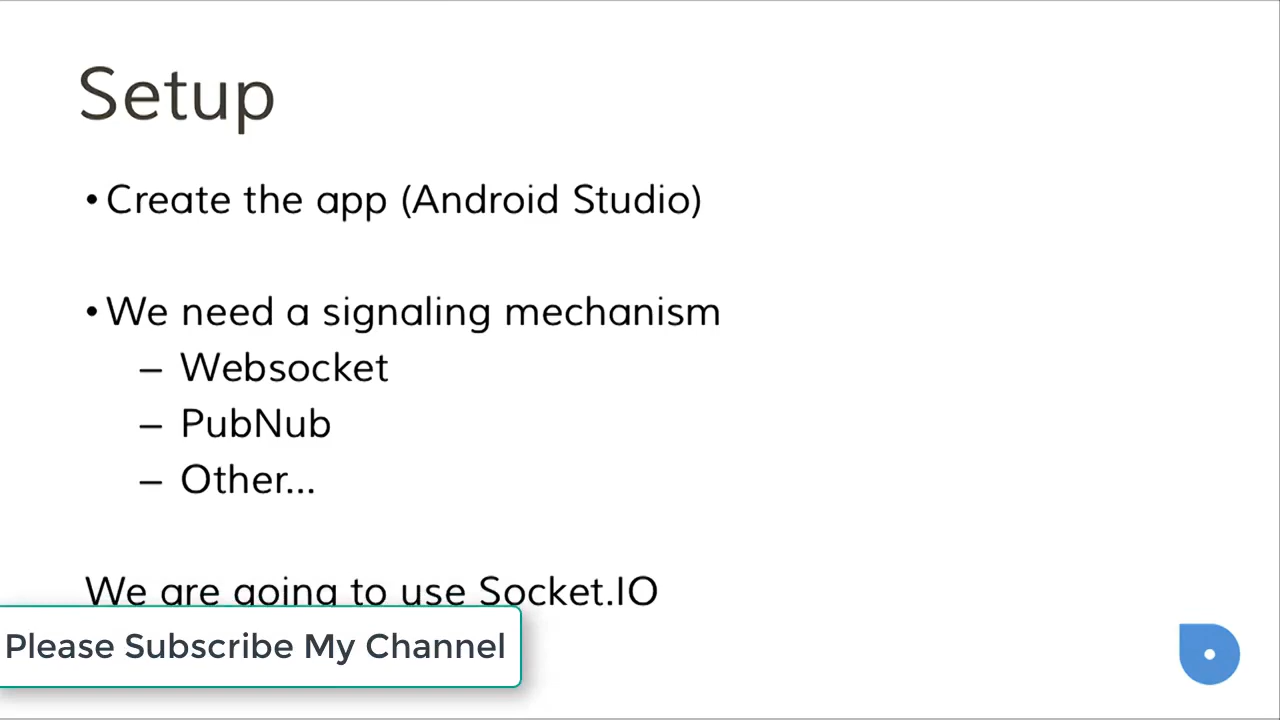 Setup
• Create the app (Android Studio)
• We need a signaling mechanism
– Websocket
– PubNub
– Other...
We are going to use Socket.IO
Please Subscribe My Channel